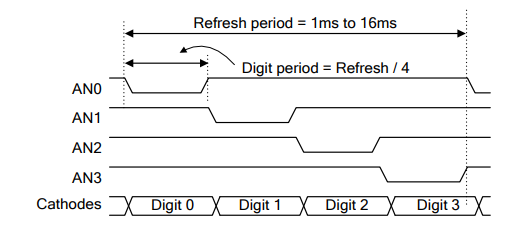 Refresh period = 1ms to 16ms
Digit period = Refresh / 4
AN0
AN1
AN2
AN3
Cathodes Digit 0 Digit 1 Digit 2 Digit 3